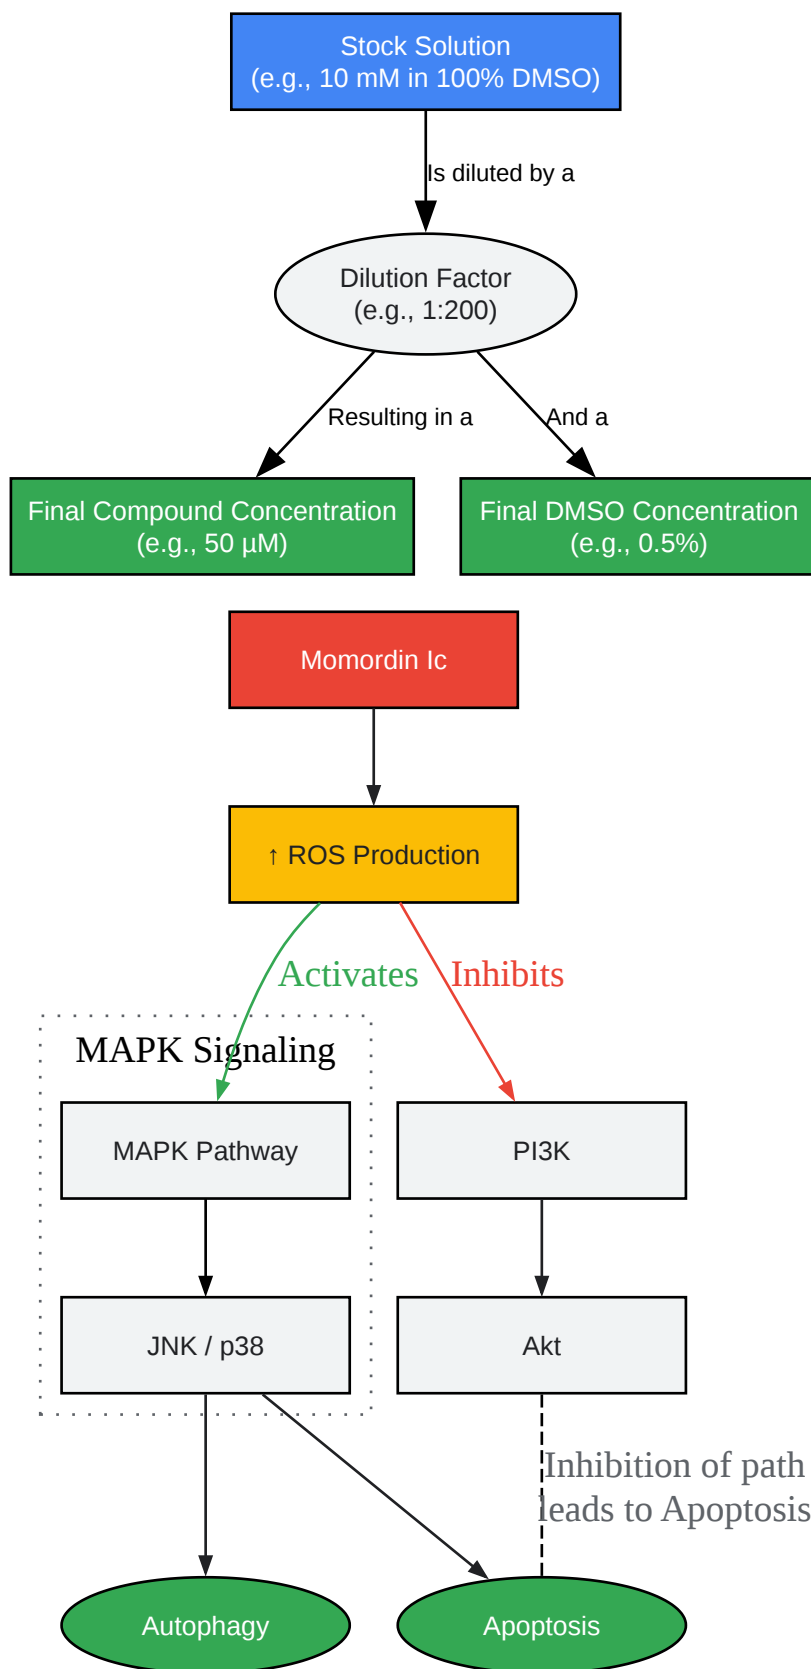 Stock Solution
(e.g., 10 mM in 100% DMSO)
Is diluted by a
Dilution Factor
(e.g., 1:200)
Resulting in a
And a
Final Compound Concentration
(e.g., 50 µM)
Final DMSO Concentration
(e.g., 0.5%)
Momordin Ic
↑ ROS Production
Activates
Inhibits
MAPK Signaling
MAPK Pathway
PI3K
JNK / p38
Akt
Inhibition of path
leads to Apoptosis
Autophagy
Apoptosis